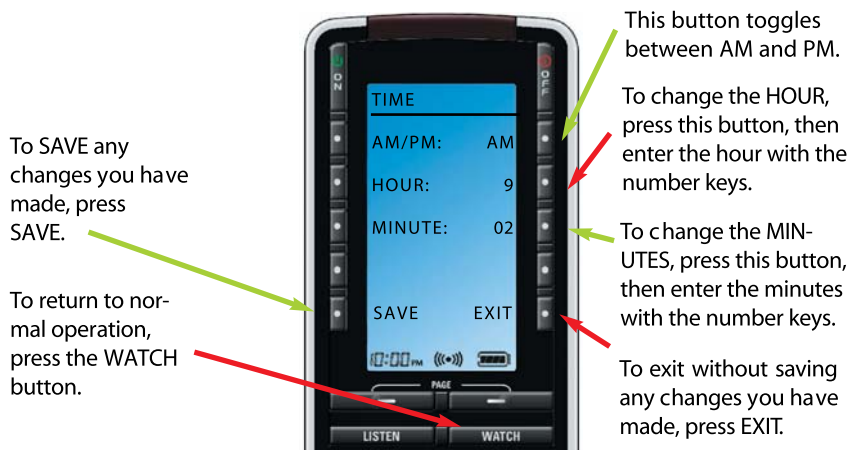 To SAVE any
changes you have
made, press
SAVE.
To return to nor-
mal operation,
press the WATCH
button.
ON
OFF
TIME
AM/PM: AM
HOUR: 9
MINUTE: 02
SAVE EXIT
10:00 PM
PAGE
LISTEN WATCH
This button toggles
between AM and PM.
To change the HOUR,
press this button, then
enter the hour with the
number keys.
To change the MIN-
UTES, press this button,
then enter the minutes
with the number keys.
To exit without saving
any changes you have
made, press EXIT.